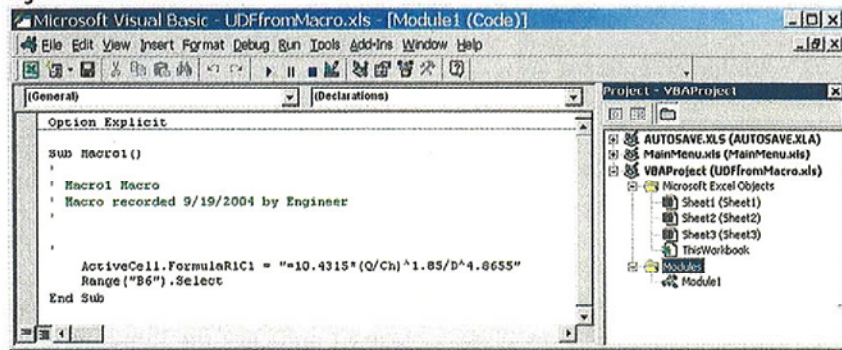 Microsoft Visual Basic - UDFfromMacro.xls - [Module1 (Code)]
File Edit View Insert Format Debug Run Tools Add-Ins Window Help
(General)
(Declarations)
Option Explicit
Sub Macro1()
'
' Macro1 Macro
' Macro recorded 9/19/2004 by Engineer
'
'
ActiveCell.FormulaR1C1 = "=10.4315*(Q/Ch)^1.85/D^4.8655"
Range("B6").Select
End Sub
Project - VBAProject
AUTOSAVE.XLS (AUTOSAVE.XLA)
MainMenu.xls (MainMenu.xls)
VBAProject (UDFfromMacro.xls)
Microsoft Excel Objects
Sheet1 (Sheet1)
Sheet2 (Sheet2)
Sheet3 (Sheet3)
ThisWorkbook
Modules
Module1